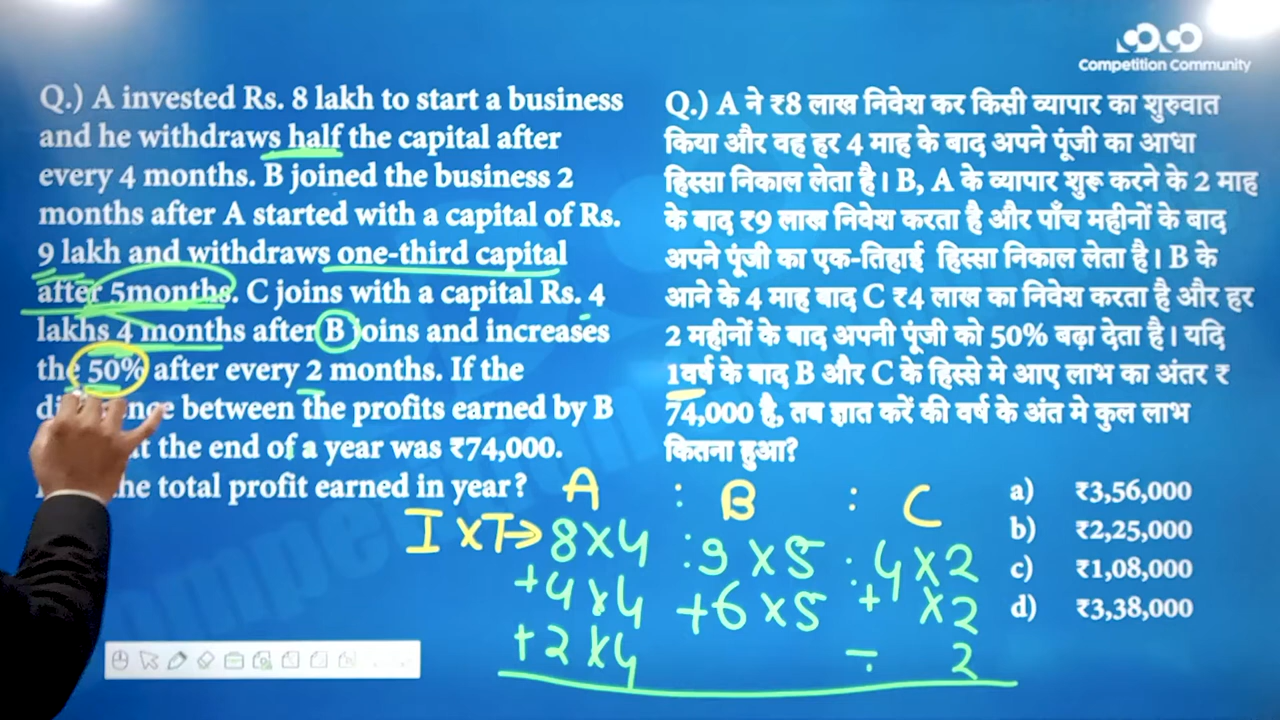 Competition Community
Q.) A invested Rs. 8 lakh to start a business
and he withdraws half the capital after
every 4 months. B joined the business 2
months after A started with a capital of Rs.
9 lakh and withdraws one-third capital
after 5months. C joins with a capital Rs. 4
lakhs 4 months after B joins and increases
the 50% after every 2 months. If the
between the profits earned by B
at the end of a year was ₹74,000.
the total profit earned in year?
Q.) A ने ₹8 लाख निवेश कर किसी व्यापार का शुरुवात
किया और वह हर 4 माह के बाद अपने पूंजी का आधा
हिस्सा निकाल लेता है। B, A के व्यापार शुरू करने के 2 माह
के बाद ₹9 लाख निवेश करता है और पाँच महीनों के बाद
अपने पूंजी का एक-तिहाई हिस्सा निकाल लेता है। B के
आने के 4 माह बाद C ₹4 लाख का निवेश करता है और हर
2 महीनों के बाद अपनी पूंजी को 50% बढ़ा देता है। यदि
1वर्ष के बाद B और C के हिस्से मे आए लाभ का अंतर ₹
74,000 है, तब ज्ञात करें की वर्ष के अंत मे कुल लाभ
कितना हुआ?
a) ₹3,56,000
b) ₹2,25,000
c) ₹1,08,000
d) ₹3,38,000
A : B : C
I×T→ 8×4 : 9×5 : 4×2
+4×4 +6×5 + ×2
+2×4 ÷ 2